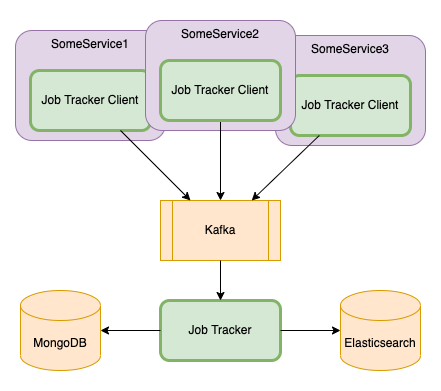 SomeService1
SomeService2
SomeService3
Job Tracker Client
Job Tracker Client
Job Tracker Client
Kafka
MongoDB
Job Tracker
Elasticsearch